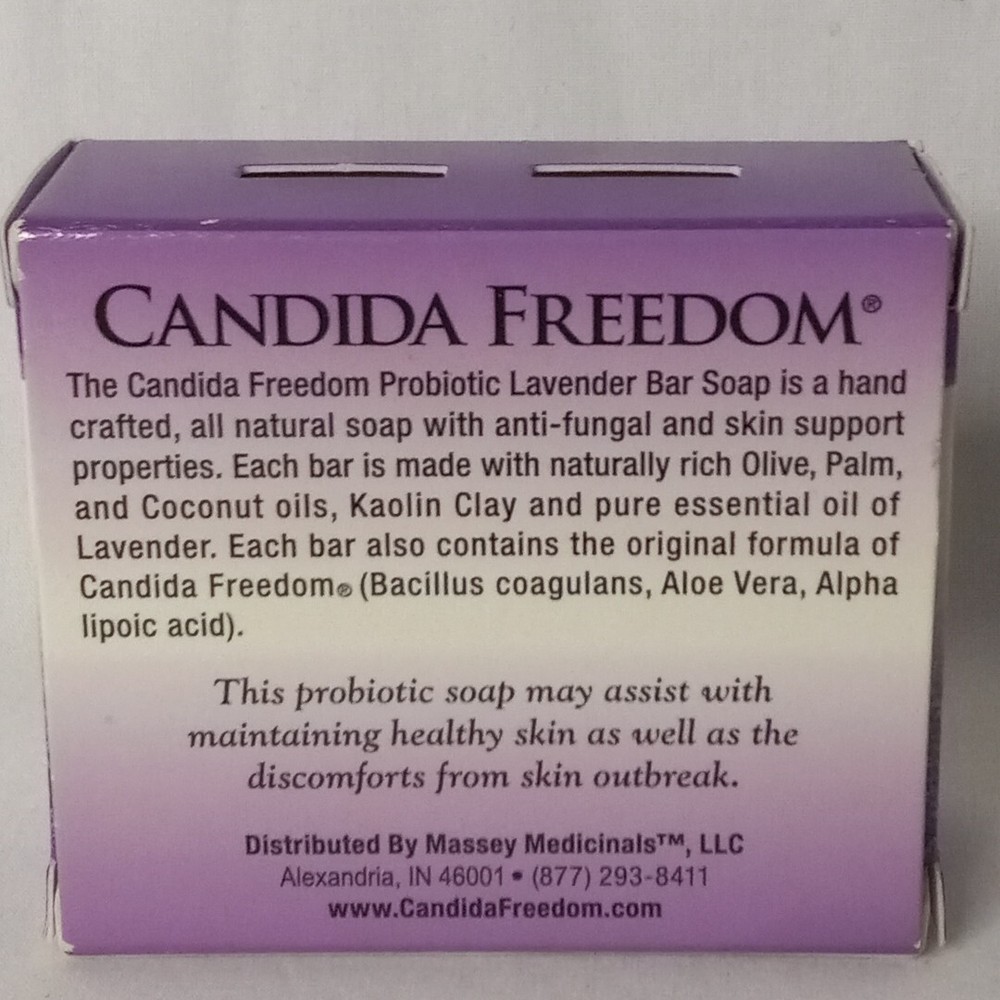 CANDIDA FREEDOM®
The Candida Freedom Probiotic Lavender Bar Soap is a hand
crafted, all natural soap with anti-fungal and skin support
properties. Each bar is made with naturally rich Olive, Palm,
and Coconut oils, Kaolin Clay and pure essential oil of
Lavender. Each bar also contains the original formula of
Candida Freedom® (Bacillus coagulans, Aloe Vera, Alpha
lipoic acid).
This probiotic soap may assist with
maintaining healthy skin as well as the
discomforts from skin outbreak.
Distributed By Massey Medicinals™, LLC
Alexandria, IN 46001 • (877) 293-8411
www.CandidaFreedom.com